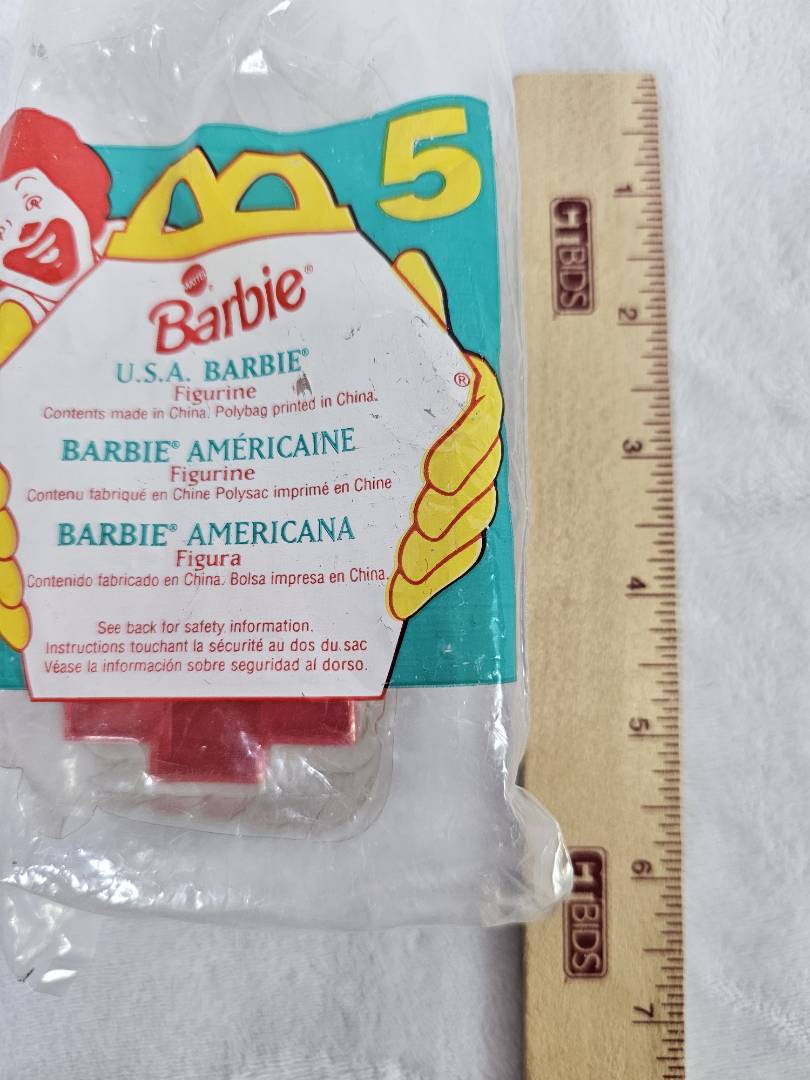 5
MATTEL
Barbie®
U.S.A. BARBIE®
Figurine
Contents made in China. Polybag printed in China.
®
BARBIE® AMÉRICAINE
Figurine
Contenu fabriqué en Chine Polysac imprimé en Chine
BARBIE® AMERICANA
Figura
Contenido fabricado en China. Bolsa impresa en China.
See back for safety information.
Instructions touchant la sécurité au dos du sac
Véase la información sobre seguridad al dorso.
1
CTBIDS
2
3
4
5
6
CTBIDS
7